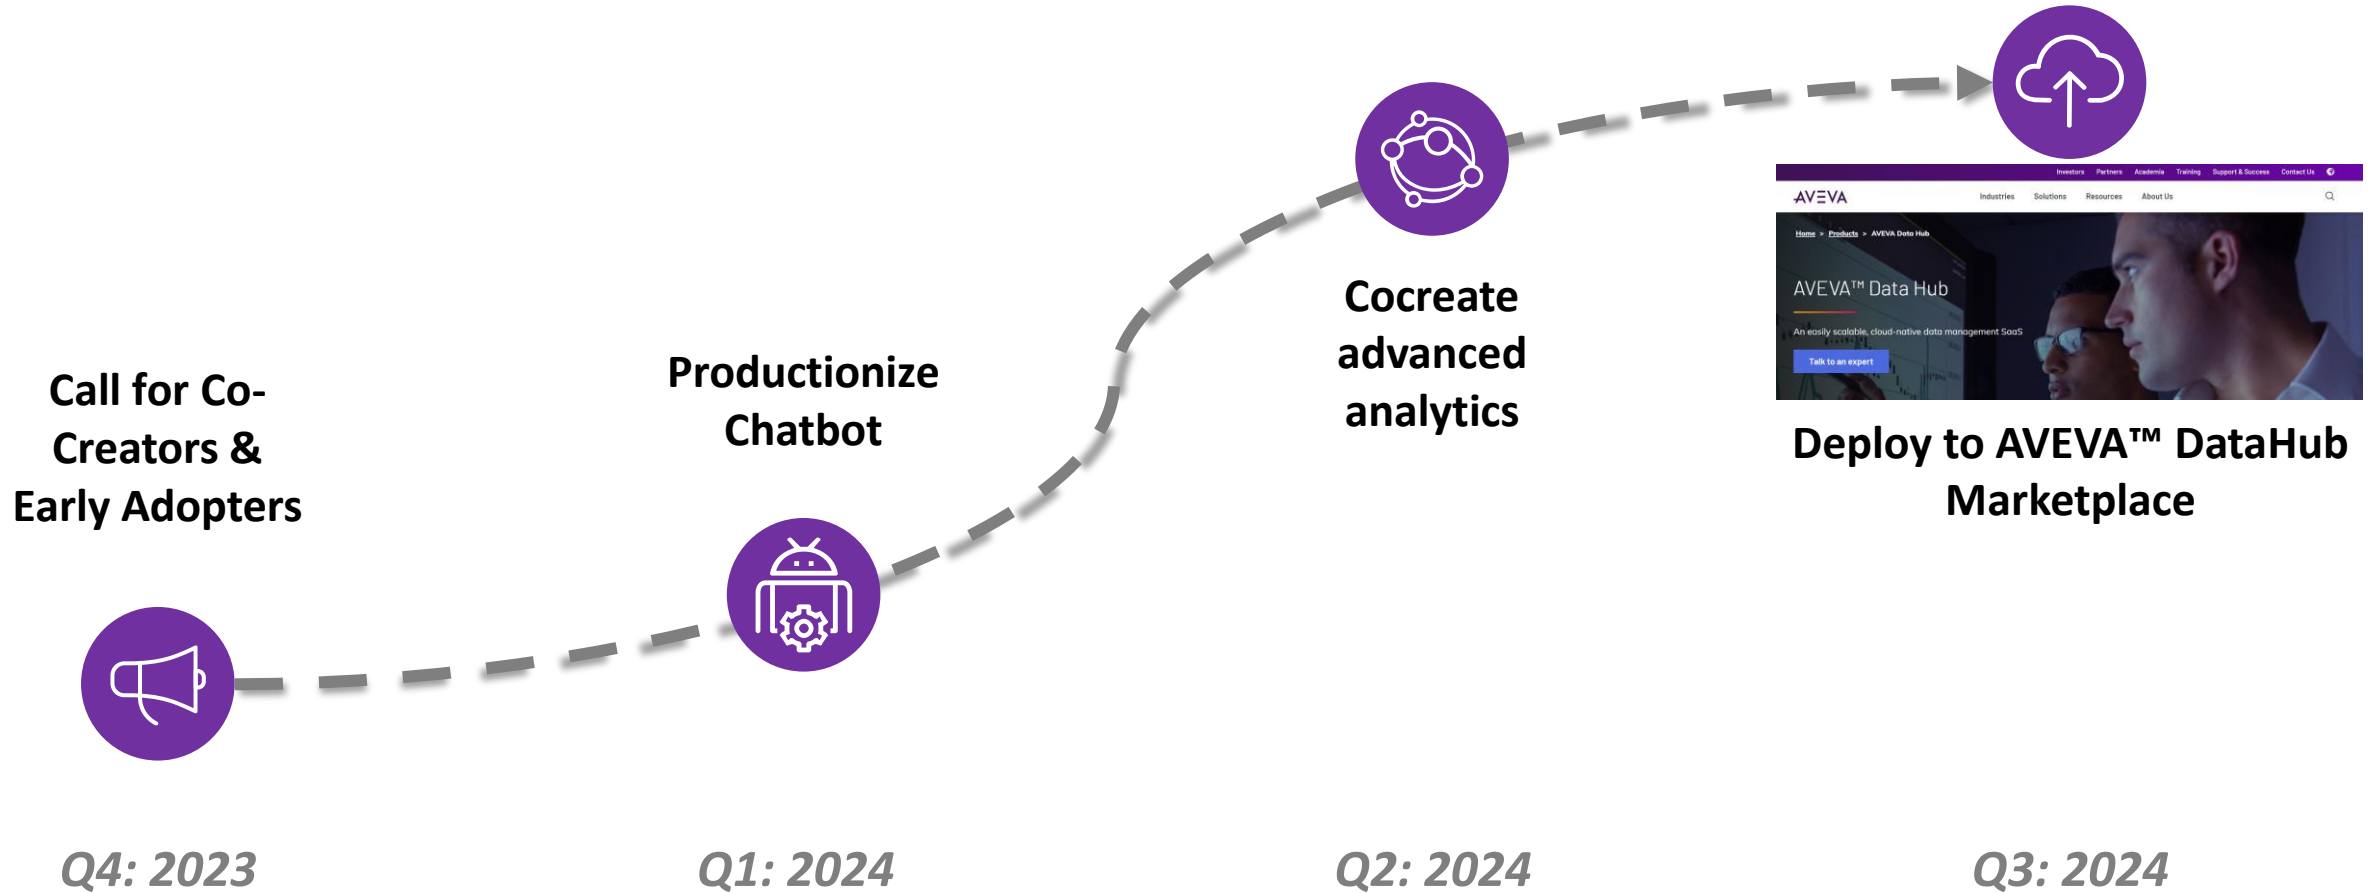 Investors Partners Academia Training Support & Success Contact Us
AVEVA Industries Solutions Resources About Us
Home > Products > AVEVA Data Hub
AVEVA™ Data Hub
An easily scalable, cloud-native data management SaaS
Talk to an expert
Call for Co-
Creators &
Early Adopters
Productionize
Chatbot
Cocreate
advanced
analytics
Deploy to AVEVA™ DataHub
Marketplace
Q4: 2023
Q1: 2024
Q2: 2024
Q3: 2024